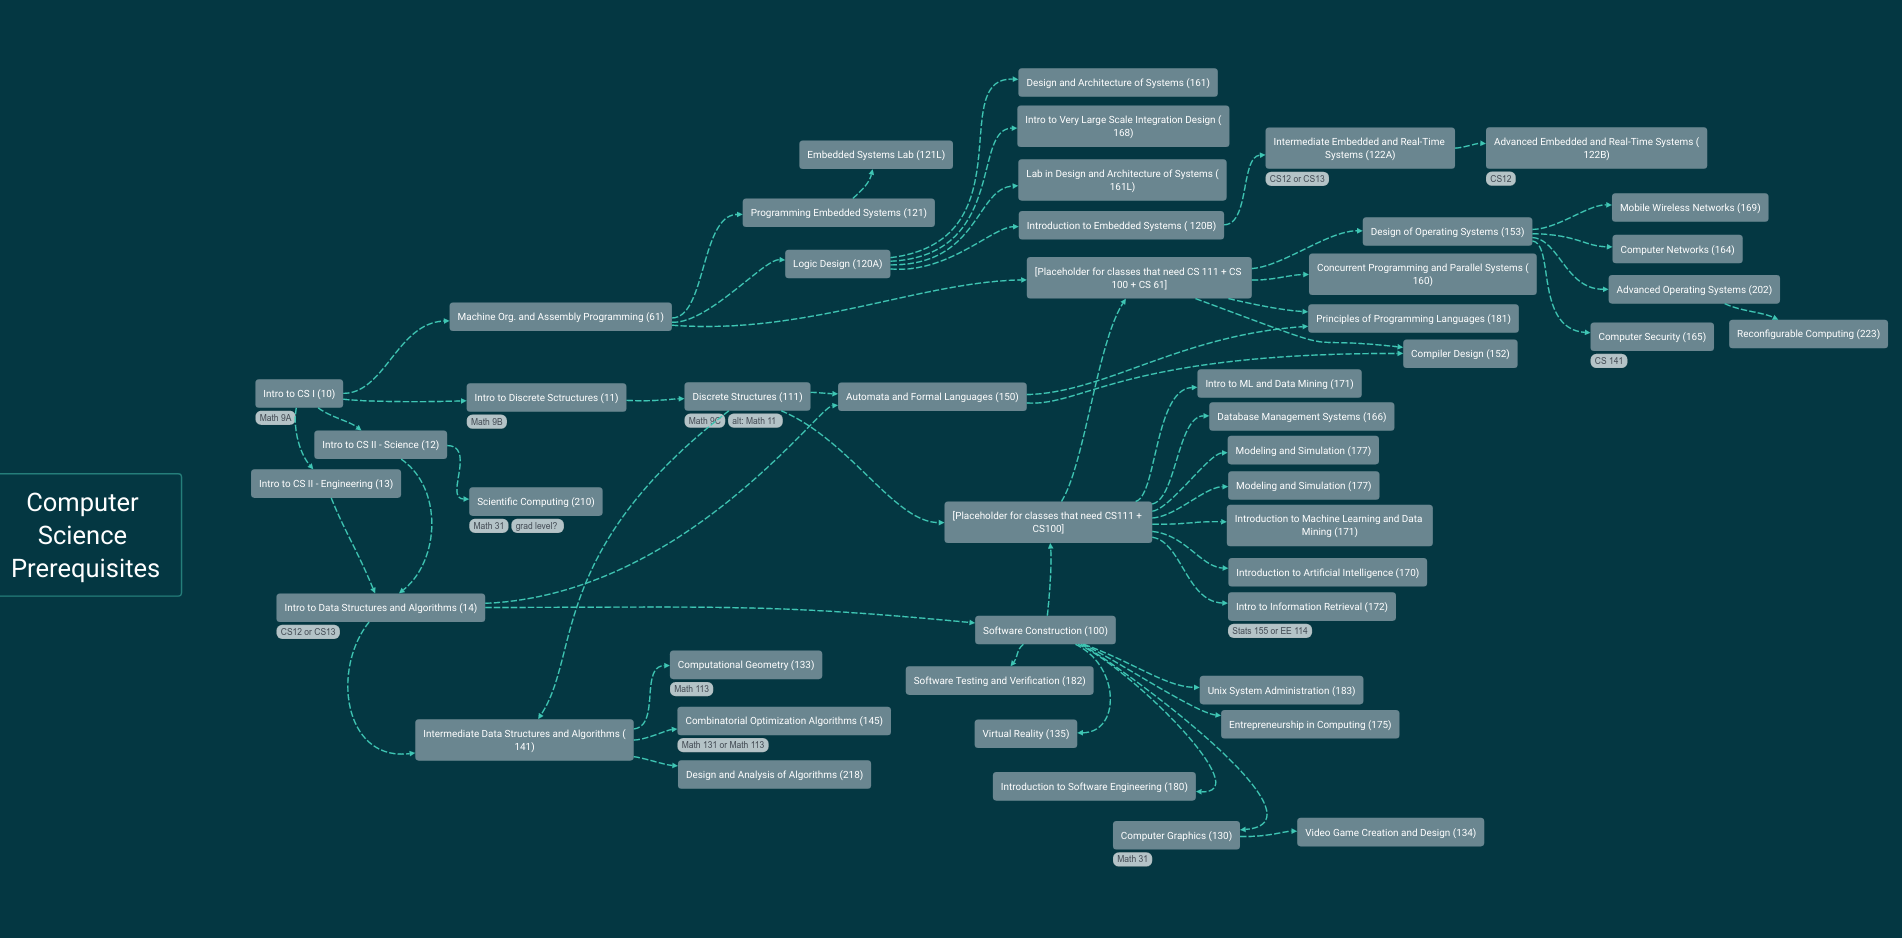 Computer
Science
Prerequisites
Design and Architecture of Systems (161)
Intro to Very Large Scale Integration Design (
168)
Embedded Systems Lab (121L)
Lab in Design and Architecture of Systems (
161L)
Intermediate Embedded and Real-Time
Systems (122A)
CS12 or CS13
Advanced Embedded and Real-Time Systems (
122B)
CS12
Programming Embedded Systems (121)
Introduction to Embedded Systems ( 120B)
Logic Design (120A)
[Placeholder for classes that need CS 111 + CS
100 + CS 61]
Design of Operating Systems (153)
Concurrent Programming and Parallel Systems (
160)
Mobile Wireless Networks (169)
Computer Networks (164)
Advanced Operating Systems (202)
Reconfigurable Computing (223)
Computer Security (165)
CS 141
Machine Org. and Assembly Programming (61)
Principles of Programming Languages (181)
Compiler Design (152)
Intro to CS I (10)
Math 9A
Intro to Discrete Sctructures (11)
Math 9B
Discrete Structures (111)
Math 9C
alt: Math 11
Automata and Formal Languages (150)
Intro to ML and Data Mining (171)
Database Management Systems (166)
Intro to CS II - Science (12)
Intro to CS II - Engineering (13)
Scientific Computing (210)
Math 31
grad level?
Modeling and Simulation (177)
Modeling and Simulation (177)
[Placeholder for classes that need CS111 +
CS100]
Introduction to Machine Learning and Data
Mining (171)
Introduction to Artificial Intelligence (170)
Intro to Information Retrieval (172)
Stats 155 or EE 114
Intro to Data Structures and Algorithms (14)
CS12 or CS13
Software Construction (100)
Computational Geometry (133)
Math 113
Software Testing and Verification (182)
Unix System Administration (183)
Combinatorial Optimization Algorithms (145)
Math 131 or Math 113
Intermediate Data Structures and Algorithms (
141)
Virtual Reality (135)
Entrepreneurship in Computing (175)
Design and Analysis of Algorithms (218)
Introduction to Software Engineering (180)
Computer Graphics (130)
Math 31
Video Game Creation and Design (134)